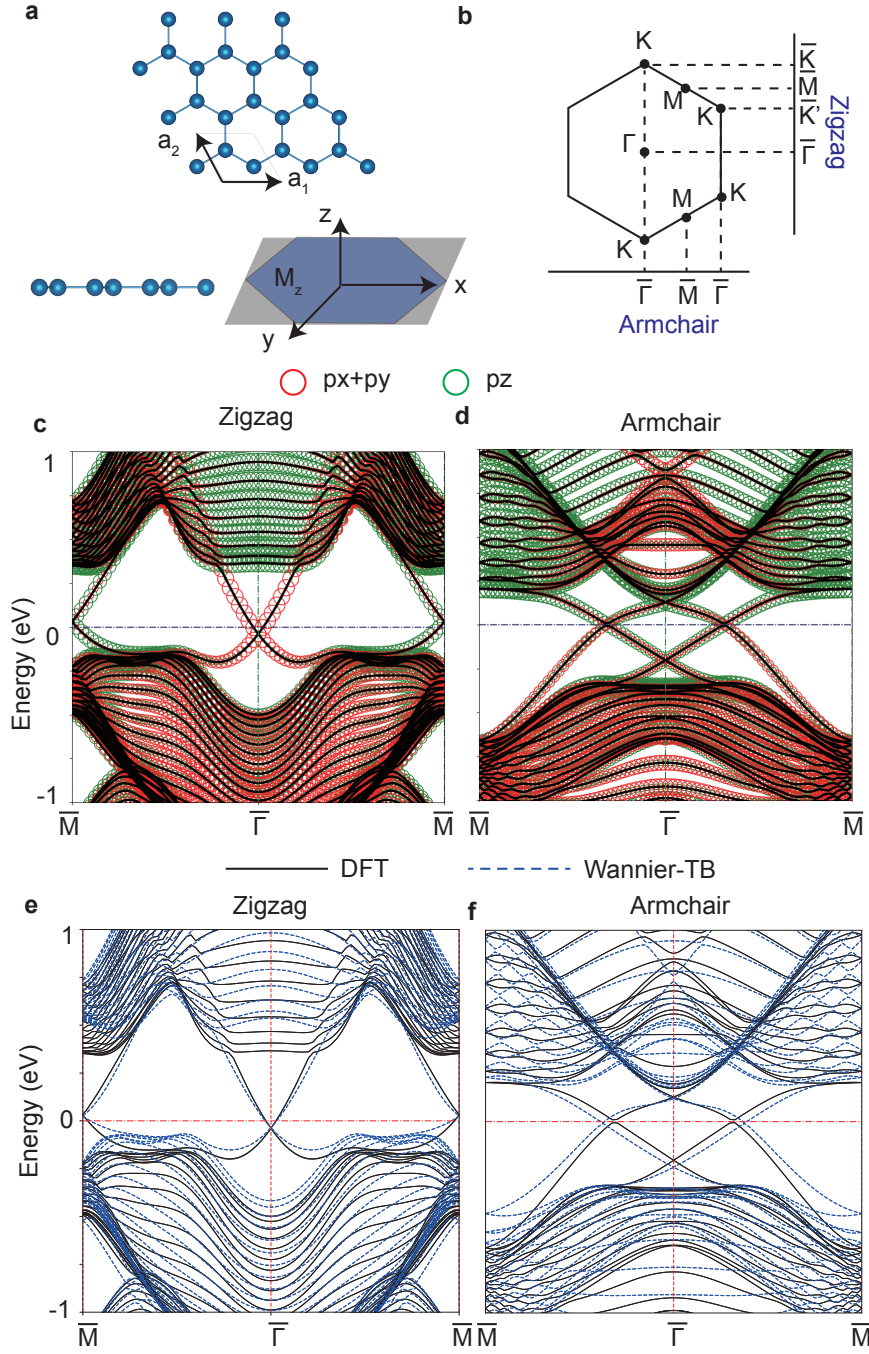 a
a₂
a₁
z
M_z
x
y
b
K
K̅
M̅
M
K
K̅'
Γ
Γ̅
Zigzag
M
K
K
Γ̅ M̅ Γ̅
Armchair
px+py pz
c Zigzag
d Armchair
1
0
-1
Energy (eV)
M̅ Γ̅ M̅
M̅ Γ̅ M̅
DFT Wannier-TB
e Zigzag
f Armchair
1
0
-1
Energy (eV)
M̅ Γ̅ M̅
M̅ Γ̅ M̅